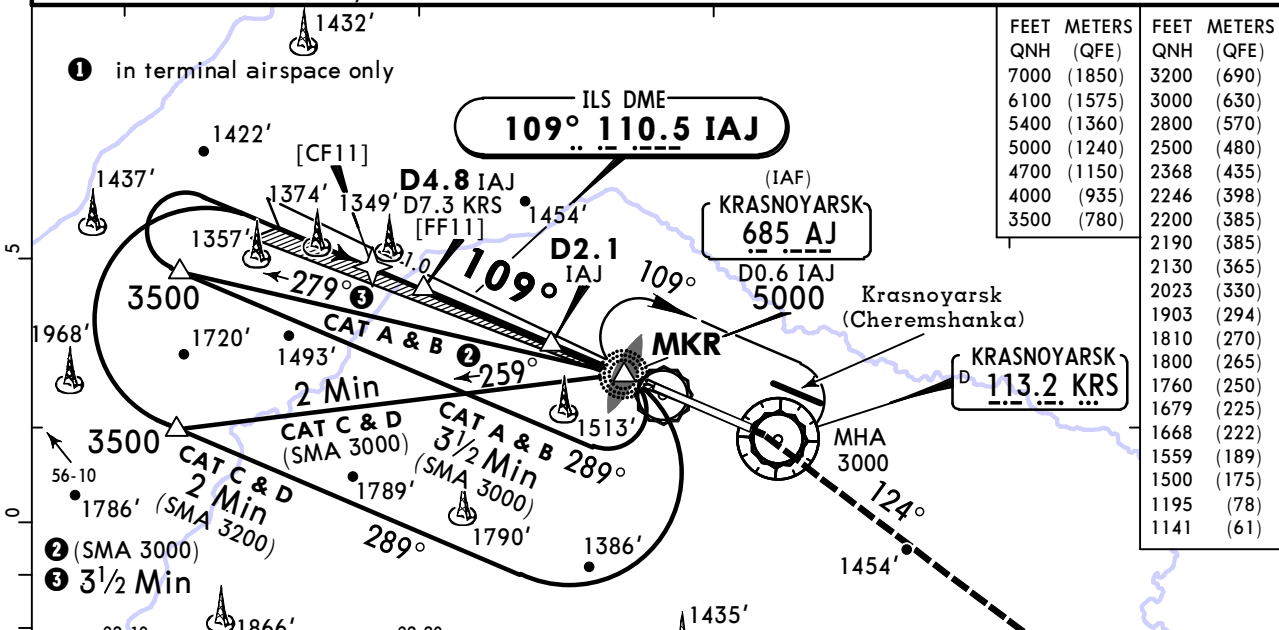 1432'
❶ in terminal airspace only
ILS DME
109° 110.5 IAJ
1422'
[CF11]
1437'
1374'
1349'
D4.8 IAJ
D7.3 KRS
[FF11]
1454'
(IAF)
KRASNOYARSK
685 AJ
D0.6 IAJ
5000
1357'
-1.0
109°
D2.1
IAJ
109°
5
3500
279° ❸
Krasnoyarsk
(Cheremshanka)
1968'
1720'
1493'
CAT A & B ❷
259°
MKR
KRASNOYARSK
D 113.2 KRS
2 Min
CAT C & D
(SMA 3000)
3500
CAT A & B
3½ Min
(SMA 3000)
289°
1513'
MHA
3000
56-10
CAT C & D
2 Min
(SMA 3200)
1786'
1789'
1790'
289°
1386'
124°
1454'
0
❷ (SMA 3000)
❸ 3½ Min
1866'
1435'
FEET METERS
QNH (QFE)
7000 (1850)
6100 (1575)
5400 (1360)
5000 (1240)
4700 (1150)
4000 (935)
3500 (780)
FEET METERS
QNH (QFE)
3200 (690)
3000 (630)
2800 (570)
2500 (480)
2368 (435)
2246 (398)
2200 (385)
2190 (385)
2130 (365)
2023 (330)
1903 (294)
1810 (270)
1800 (265)
1760 (250)
1679 (225)
1668 (222)
1559 (189)
1500 (175)
1195 (78)
1141 (61)